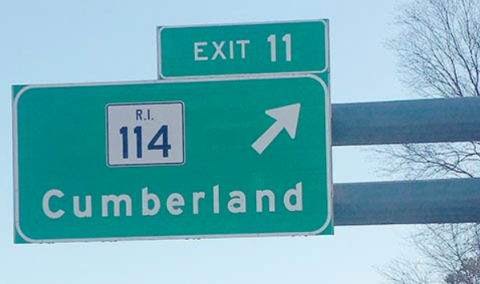 EXIT 11
R.I.
114
Cumberland